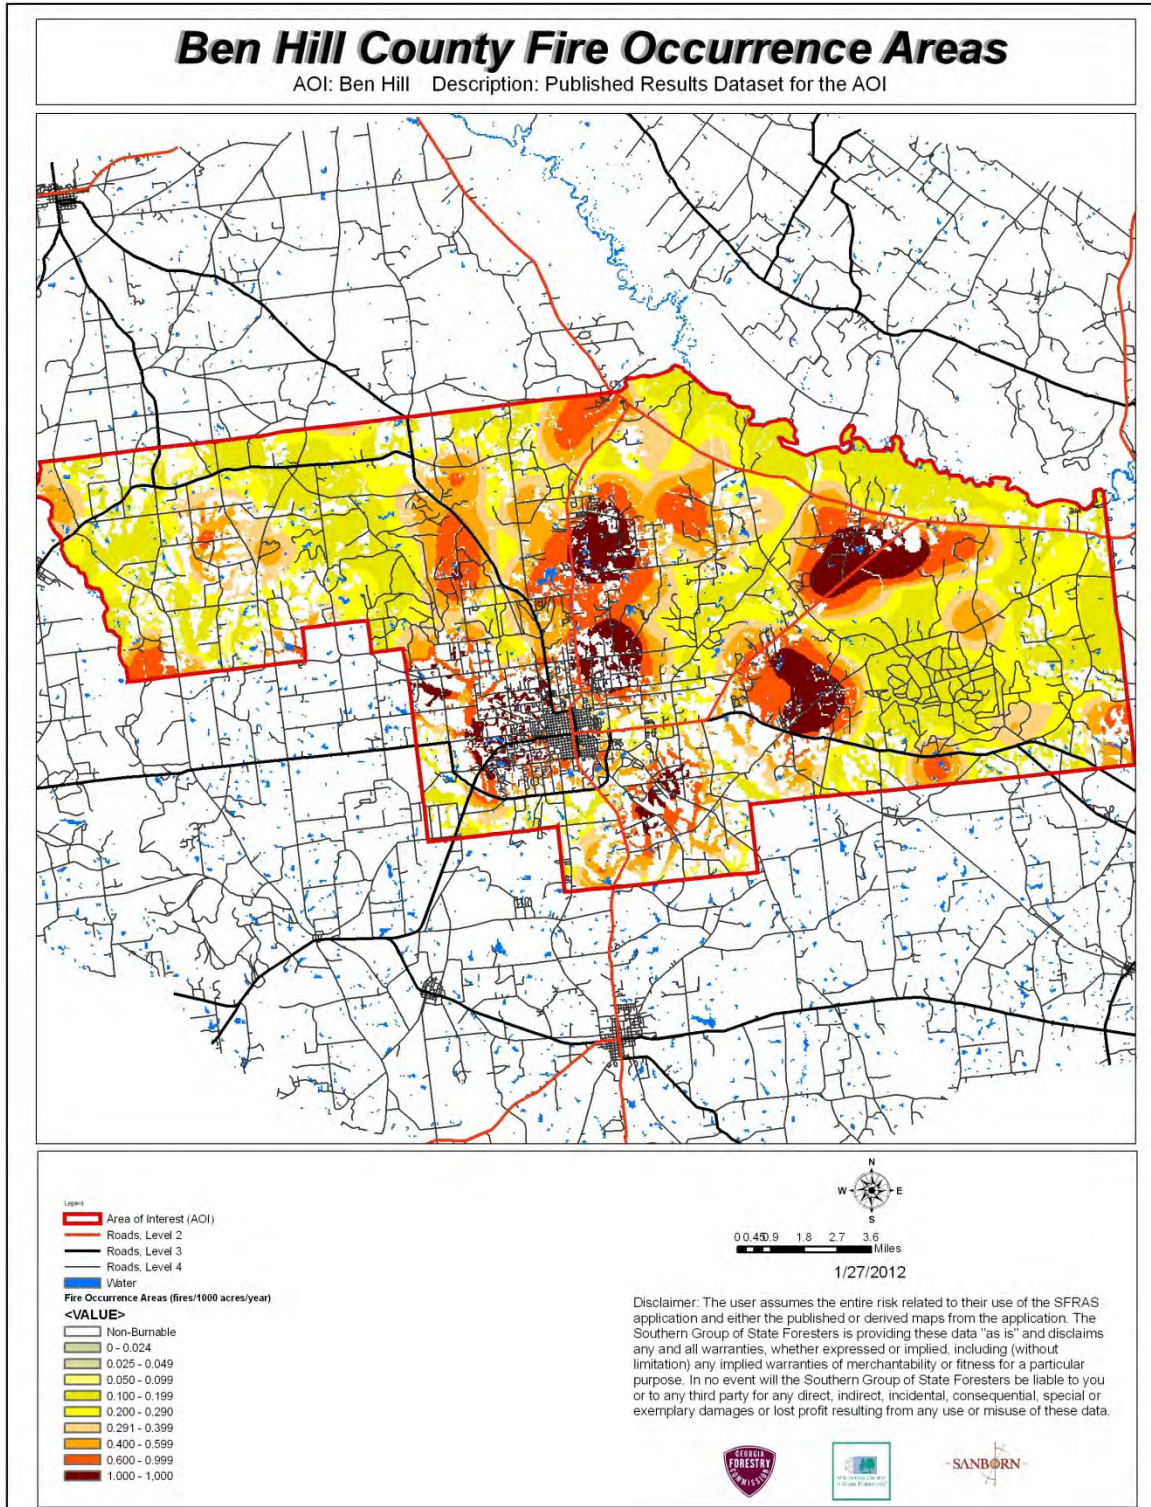 Ben Hill County Fire Occurrence Areas
AOI: Ben Hill Description: Published Results Dataset for the AOI
Legend
Area of Interest (AOI)
Roads, Level 2
Roads, Level 3
Roads, Level 4
Water
Fire Occurrence Areas (fires/1000 acres/year)
<VALUE>
Non-Burnable
0 - 0.024
0.025 - 0.049
0.050 - 0.099
0.100 - 0.199
0.200 - 0.290
0.291 - 0.399
0.400 - 0.599
0.600 - 0.999
1.000 - 1,000
N
W E
S
0 0.45 0.9 1.8 2.7 3.6
Miles
1/27/2012
Disclaimer: The user assumes the entire risk related to their use of the SFRAS
application and either the published or derived maps from the application. The
Southern Group of State Foresters is providing these data "as is" and disclaims
any and all warranties, whether expressed or implied, including (without
limitation) any implied warranties of merchantability or fitness for a particular
purpose. In no event will the Southern Group of State Foresters be liable to you
or to any third party for any direct, indirect, incidental, consequential, special or
exemplary damages or lost profit resulting from any use or misuse of these data.
GEORGIA
FORESTRY
COMMISSION
SOUTHERN GROUP
OF STATE FORESTERS
SANBORN